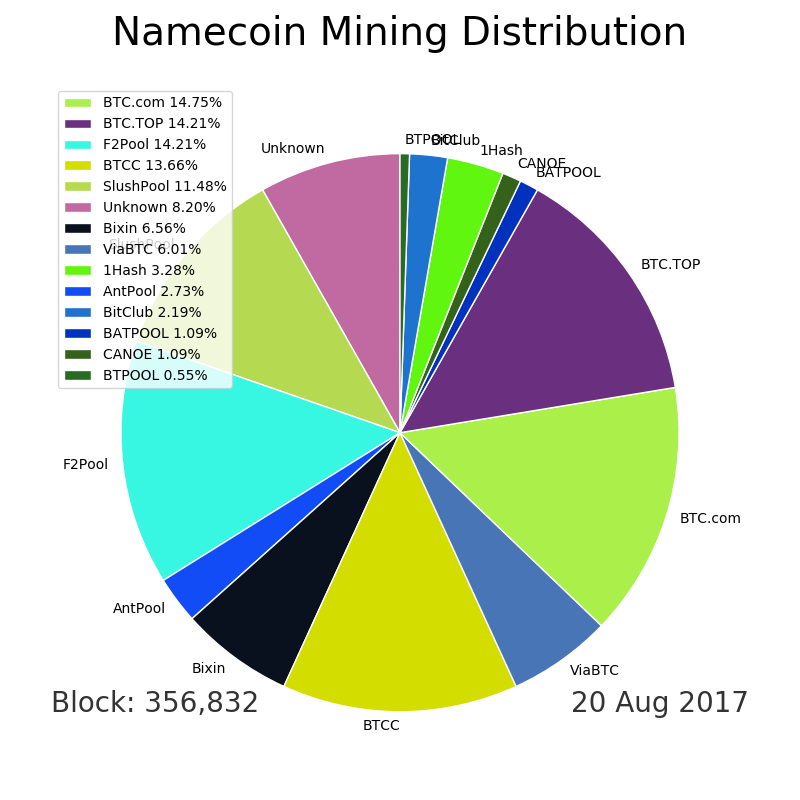 Namecoin Mining Distribution
BTC.com 14.75%
BTC.TOP 14.21%
F2Pool 14.21%
BTCC 13.66%
SlushPool 11.48%
Unknown 8.20%
Bixin 6.56%
ViaBTC 6.01%
1Hash 3.28%
AntPool 2.73%
BitClub 2.19%
BATPOOL 1.09%
CANOE 1.09%
BTPOOL 0.55%
BTPOOL
BitClub
1Hash
CANOE
BATPOOL
Unknown
BTC.TOP
SlushPool
F2Pool
BTC.com
AntPool
Bixin
ViaBTC
BTCC
Block: 356,832
20 Aug 2017